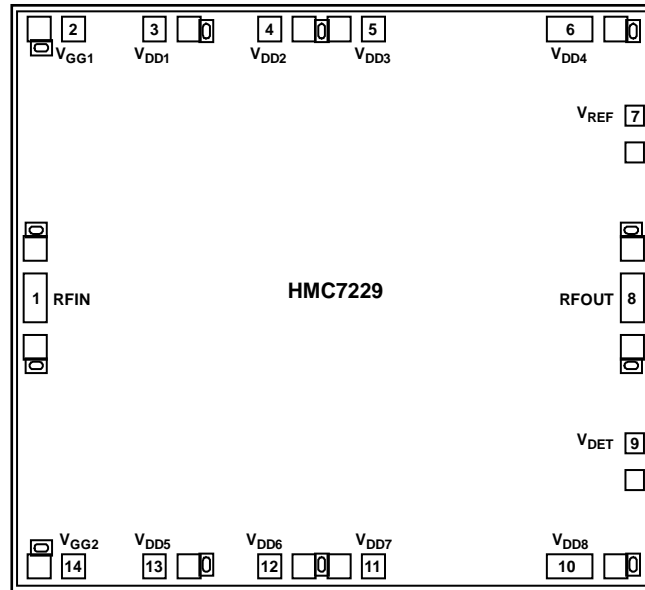 2 3 4 5 6
VGG1 VDD1 VDD2 VDD3 VDD4
VREF 7
1 RFIN HMC7229 RFOUT 8
VDET 9
VGG2 VDD5 VDD6 VDD7 VDD8
14 13 12 11 10